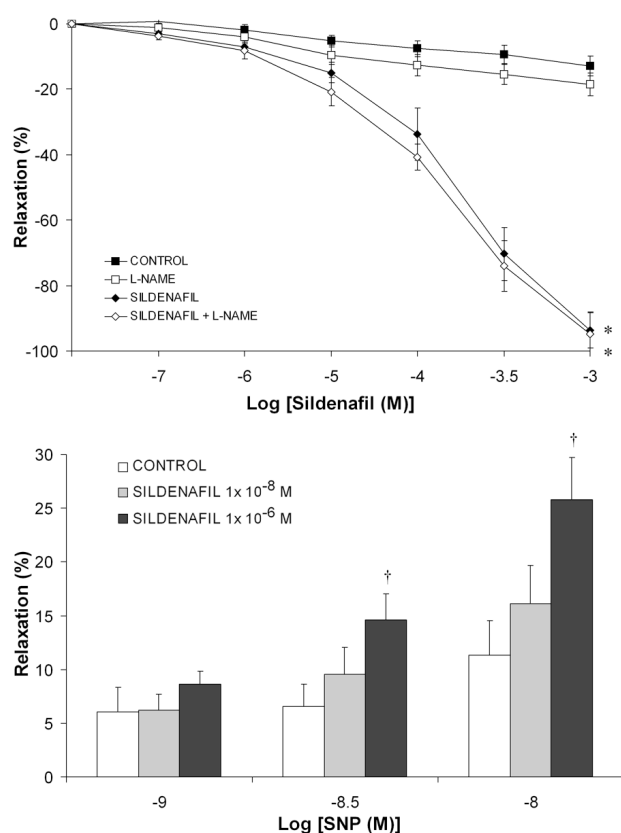 0
-20
-40
-60
-80
-100
Relaxation (%)
CONTROL
L-NAME
SILDENAFIL
SILDENAFIL + L-NAME
*
*
-7 -6 -5 -4 -3.5 -3
Log [Sildenafil (M)]
30
25
20
15
10
5
0
Relaxation (%)
CONTROL
SILDENAFIL 1x 10⁻⁸ M
SILDENAFIL 1x 10⁻⁶ M
†
†
-9 -8.5 -8
Log [SNP (M)]